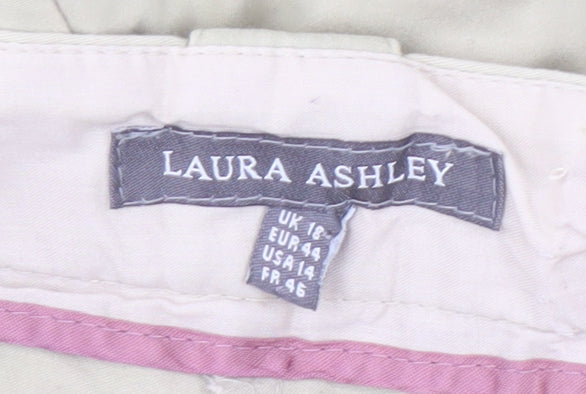 LAURA ASHLEY
UK 18
EUR 44
USA 14
FR 46